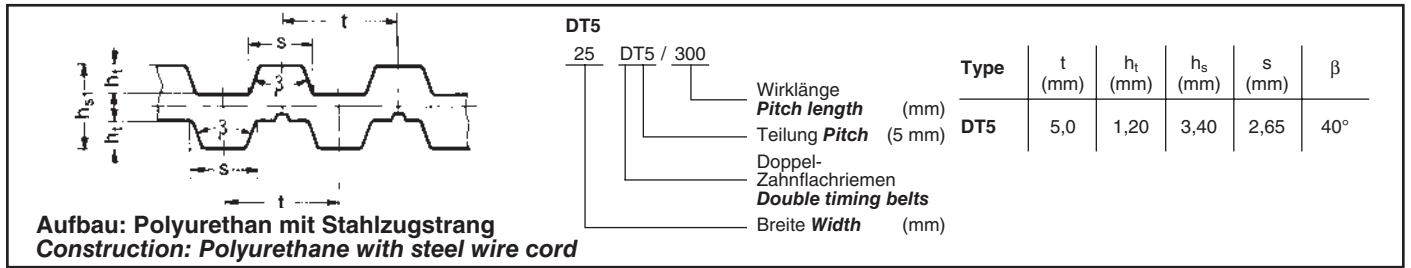 t
s
β
h_t
h_s
h_t
β
s
t
Aufbau: Polyurethan mit Stahlzugstrang
Construction: Polyurethane with steel wire cord
DT5
25 DT5 / 300
Wirklänge
Pitch length (mm)
Teilung Pitch (5 mm)
Doppel-
Zahnflachriemen
Double timing belts
Breite Width (mm)
Type t (mm) h_t (mm) h_s (mm) s (mm) β
DT5 5,0 1,20 3,40 2,65 40°